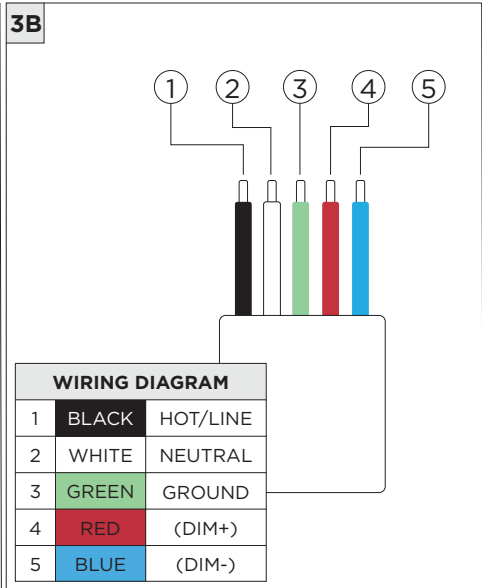 3B
1 2 3 4 5
WIRING DIAGRAM
1 BLACK HOT/LINE
2 WHITE NEUTRAL
3 GREEN GROUND
4 RED (DIM+)
5 BLUE (DIM-)